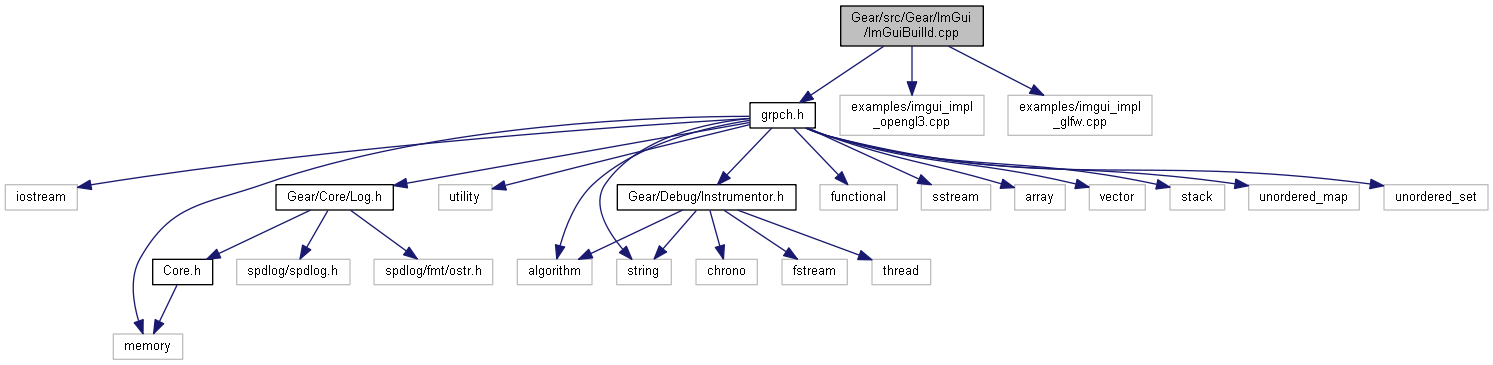 Gear/src/Gear/ImGui
/ImGuiBuilld.cpp
grpch.h
examples/imgui_impl
_opengl3.cpp
examples/imgui_impl
_glfw.cpp
iostream
Gear/Core/Log.h
utility
Gear/Debug/Instrumentor.h
functional
sstream
array
vector
stack
unordered_map
unordered_set
Core.h
spdlog/spdlog.h
spdlog/fmt/ostr.h
algorithm
string
chrono
fstream
thread
memory